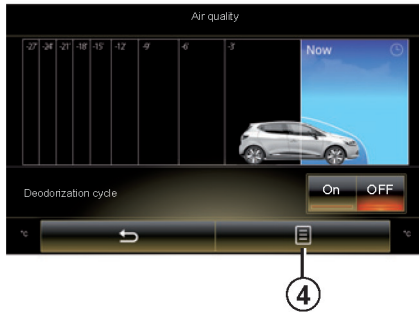 Air quality
-27' -24' -21' -18' -15' -12' -9' -6' -3' Now
Deodorization cycle On OFF
°C °C
4